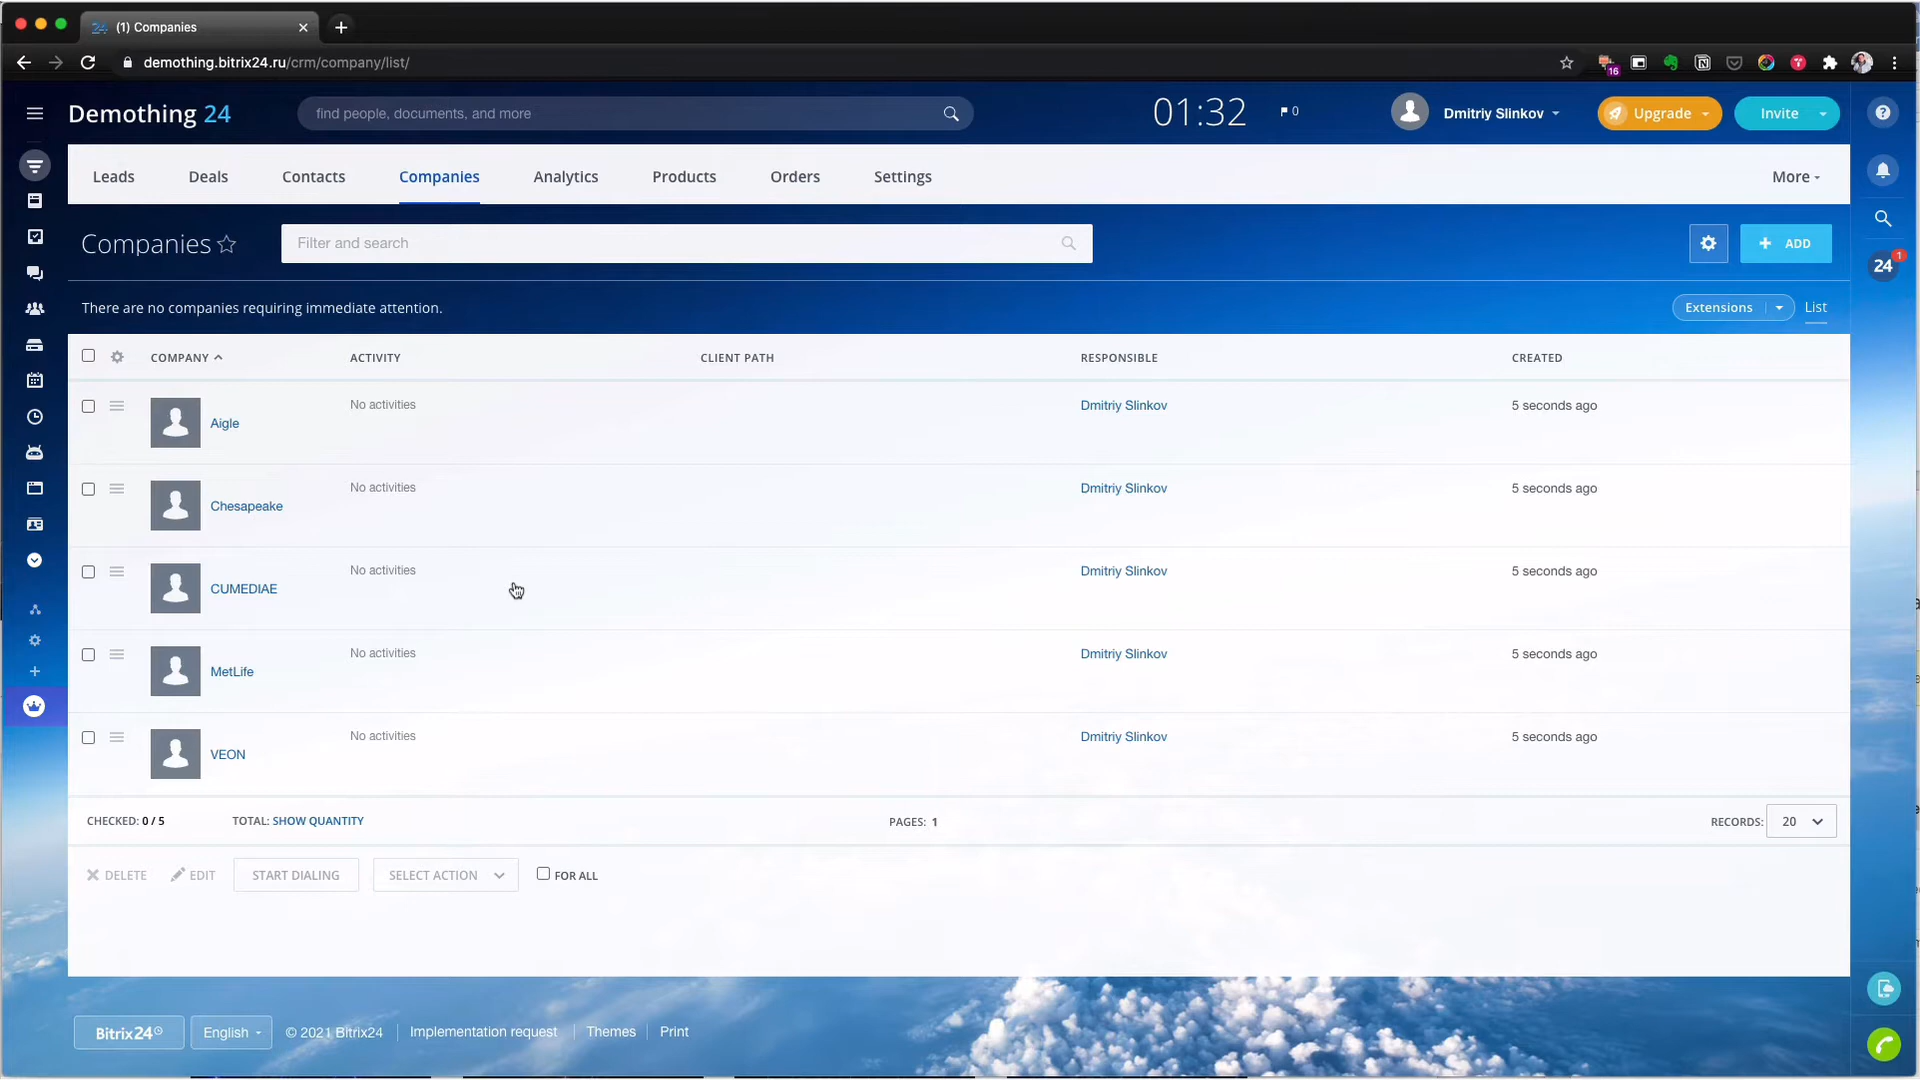 24 (1) Companies
demothing.bitrix24.ru/crm/company/list/
16
Demothing 24 find people, documents, and more 01:32 0 Dmitriy Slinkov Upgrade Invite
Leads Deals Contacts Companies Analytics Products Orders Settings More
Companies Filter and search + ADD
24 1
There are no companies requiring immediate attention. Extensions List
COMPANY ACTIVITY CLIENT PATH RESPONSIBLE CREATED
Aigle No activities Dmitriy Slinkov 5 seconds ago
Chesapeake No activities Dmitriy Slinkov 5 seconds ago
CUMEDIAE No activities Dmitriy Slinkov 5 seconds ago
MetLife No activities Dmitriy Slinkov 5 seconds ago
VEON No activities Dmitriy Slinkov 5 seconds ago
CHECKED: 0 / 5 TOTAL: SHOW QUANTITY PAGES: 1 RECORDS: 20
DELETE EDIT START DIALING SELECT ACTION FOR ALL
Bitrix24 English © 2021 Bitrix24 Implementation request Themes Print